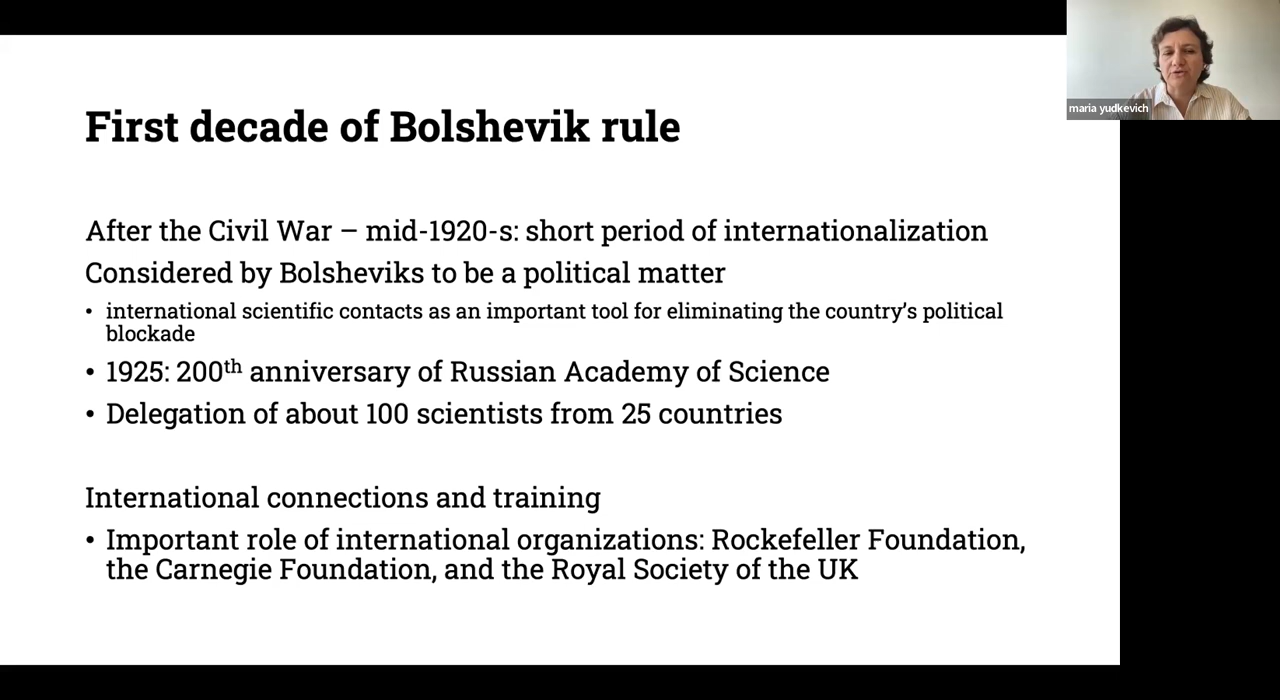 maria yudkevich
First decade of Bolshevik rule
After the Civil War – mid-1920-s: short period of internationalization
Considered by Bolsheviks to be a political matter
• international scientific contacts as an important tool for eliminating the country’s political
blockade
• 1925: 200th anniversary of Russian Academy of Science
• Delegation of about 100 scientists from 25 countries
International connections and training
• Important role of international organizations: Rockefeller Foundation,
the Carnegie Foundation, and the Royal Society of the UK